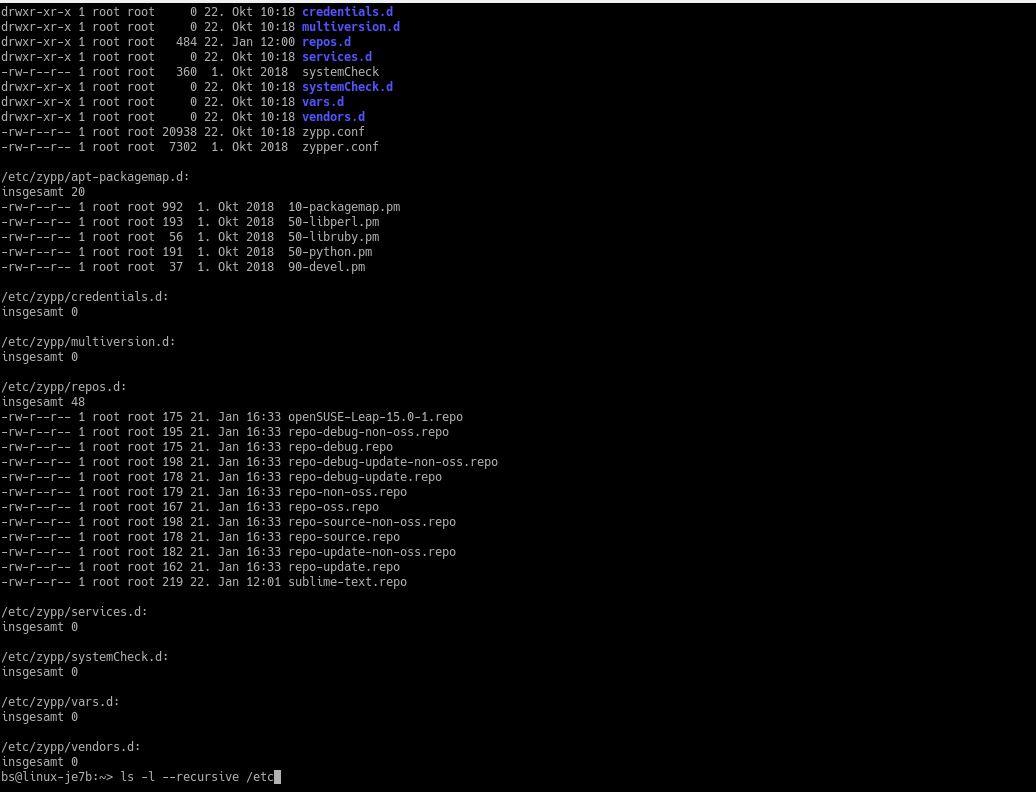 drwxr-xr-x 1 root root     0 22. Okt 10:18 credentials.d
drwxr-xr-x 1 root root     0 22. Okt 10:18 multiversion.d
drwxr-xr-x 1 root root   484 22. Jan 12:00 repos.d
drwxr-xr-x 1 root root     0 22. Okt 10:18 services.d
-rw-r--r-- 1 root root   360  1. Okt 2018  systemCheck
drwxr-xr-x 1 root root     0 22. Okt 10:18 systemCheck.d
drwxr-xr-x 1 root root     0 22. Okt 10:18 vars.d
drwxr-xr-x 1 root root     0 22. Okt 10:18 vendors.d
-rw-r--r-- 1 root root 20938 22. Okt 10:18 zypp.conf
-rw-r--r-- 1 root root  7302  1. Okt 2018  zypper.conf

/etc/zypp/apt-packagemap.d:
insgesamt 20
-rw-r--r-- 1 root root 992  1. Okt 2018  10-packagemap.pm
-rw-r--r-- 1 root root 193  1. Okt 2018  50-libperl.pm
-rw-r--r-- 1 root root  56  1. Okt 2018  50-libruby.pm
-rw-r--r-- 1 root root 191  1. Okt 2018  50-python.pm
-rw-r--r-- 1 root root  37  1. Okt 2018  90-devel.pm

/etc/zypp/credentials.d:
insgesamt 0

/etc/zypp/multiversion.d:
insgesamt 0

/etc/zypp/repos.d:
insgesamt 48
-rw-r--r-- 1 root root 175 21. Jan 16:33 openSUSE-Leap-15.0-1.repo
-rw-r--r-- 1 root root 195 21. Jan 16:33 repo-debug-non-oss.repo
-rw-r--r-- 1 root root 175 21. Jan 16:33 repo-debug.repo
-rw-r--r-- 1 root root 198 21. Jan 16:33 repo-debug-update-non-oss.repo
-rw-r--r-- 1 root root 178 21. Jan 16:33 repo-debug-update.repo
-rw-r--r-- 1 root root 179 21. Jan 16:33 repo-non-oss.repo
-rw-r--r-- 1 root root 167 21. Jan 16:33 repo-oss.repo
-rw-r--r-- 1 root root 198 21. Jan 16:33 repo-source-non-oss.repo
-rw-r--r-- 1 root root 178 21. Jan 16:33 repo-source.repo
-rw-r--r-- 1 root root 182 21. Jan 16:33 repo-update-non-oss.repo
-rw-r--r-- 1 root root 162 21. Jan 16:33 repo-update.repo
-rw-r--r-- 1 root root 219 22. Jan 12:01 sublime-text.repo

/etc/zypp/services.d:
insgesamt 0

/etc/zypp/systemCheck.d:
insgesamt 0

/etc/zypp/vars.d:
insgesamt 0

/etc/zypp/vendors.d:
insgesamt 0
bs@linux-je7b:~> ls -l --recursive /etc